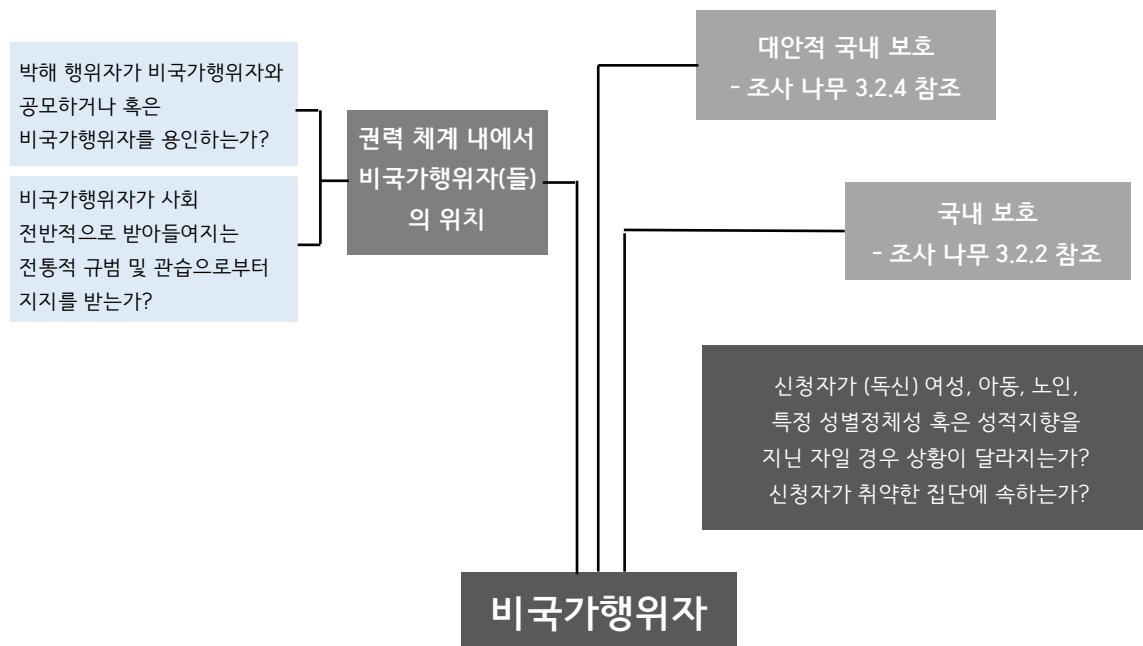 박해 행위자가 비국가행위자와
공모하거나 혹은
비국가행위자를 용인하는가?
비국가행위자가 사회
전반적으로 받아들여지는
전통적 규범 및 관습으로부터
지지를 받는가?
권력 체계 내에서
비국가행위자(들)
의 위치
대안적 국내 보호
- 조사 나무 3.2.4 참조
국내 보호
- 조사 나무 3.2.2 참조
신청자가 (독신) 여성, 아동, 노인,
특정 성별정체성 혹은 성적지향을
지닌 자일 경우 상황이 달라지는가?
신청자가 취약한 집단에 속하는가?
비국가행위자